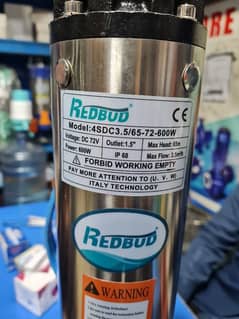 REDBUD
Model:4SDC3.5/65-72-600W
Voltage: DC 72V Outlet:1.5" Max Head: 65m
Power: 600W IP 68 Max Flow: 3.5m³/h
FORBID WORKING EMPTY
PAY MORE ATTENTION TO (U. V. W)
ITALY TECHNOLOGY
CE
REDBUD
WARNING